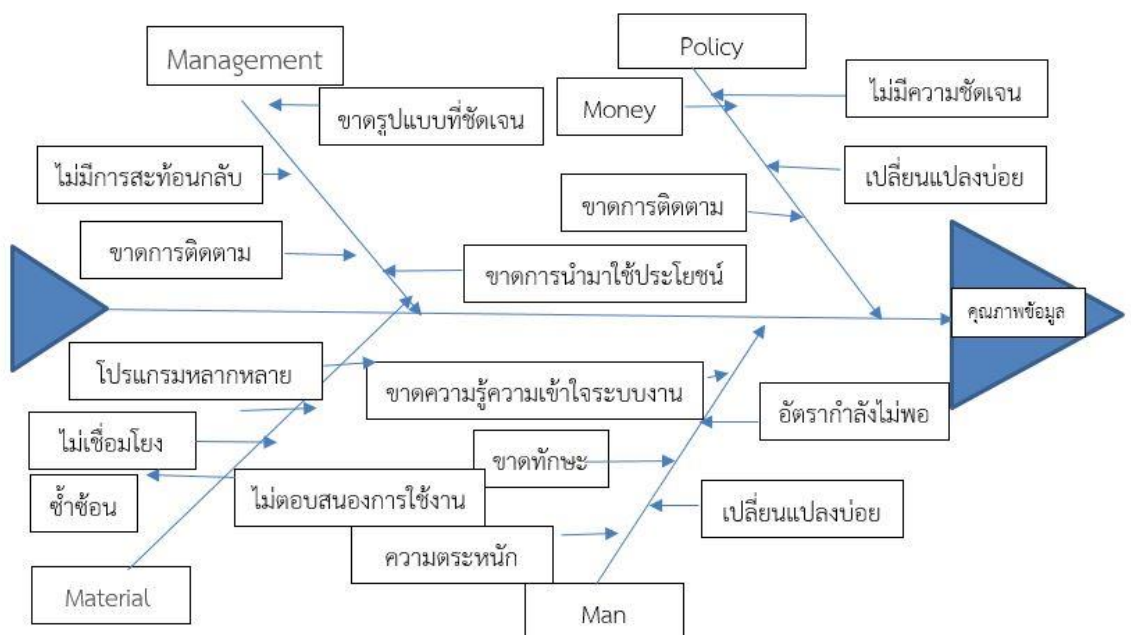 Management
Policy
ไม่มีความชัดเจน
Money
ขาดรูปแบบที่ชัดเจน
ไม่มีการสะท้อนกลับ
เปลี่ยนแปลงบ่อย
ขาดการติดตาม
ขาดการติดตาม
ขาดการนำมาใช้ประโยชน์
คุณภาพข้อมูล
โปรแกรมหลากหลาย
ขาดความรู้ความเข้าใจระบบงาน
อัตรากำลังไม่พอ
ไม่เชื่อมโยง
ขาดทักษะ
ซ้ำซ้อน
ไม่ตอบสนองการใช้งาน
เปลี่ยนแปลงบ่อย
ความตระหนัก
Material
Man